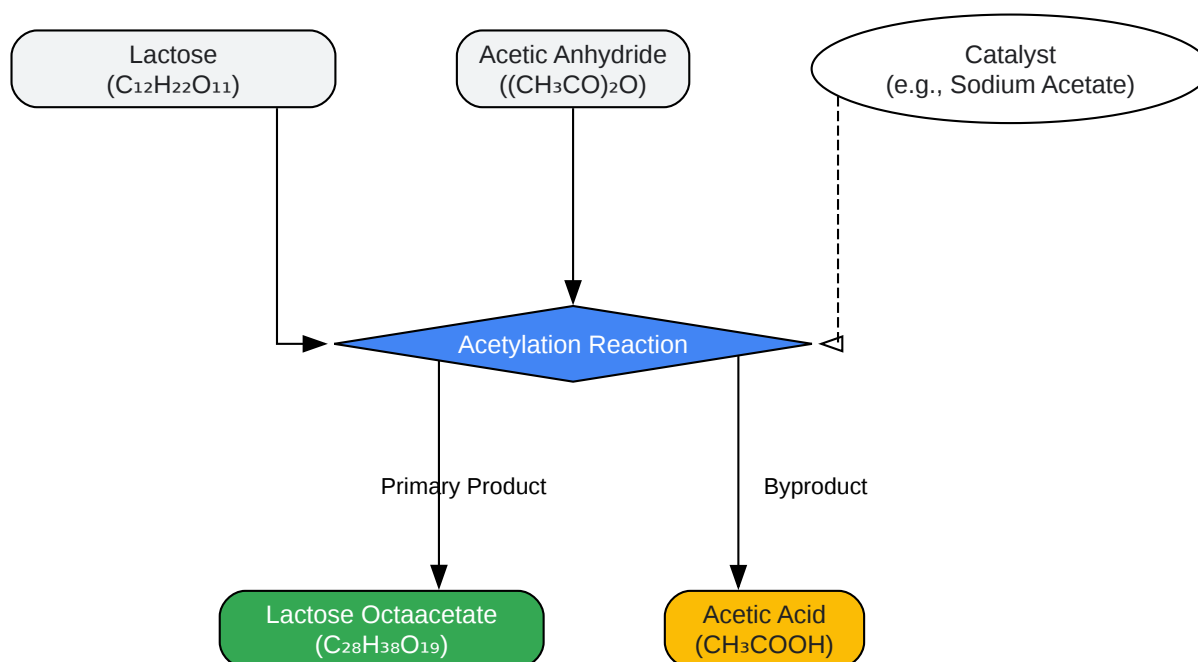 Lactose
(C₁₂H₂₂O₁₁)
Acetic Anhydride
((CH₃CO)₂O)
Catalyst
(e.g., Sodium Acetate)
Acetylation Reaction
Primary Product
Byproduct
Lactose Octaacetate
(C₂₈H₃₈O₁₉)
Acetic Acid
(CH₃COOH)